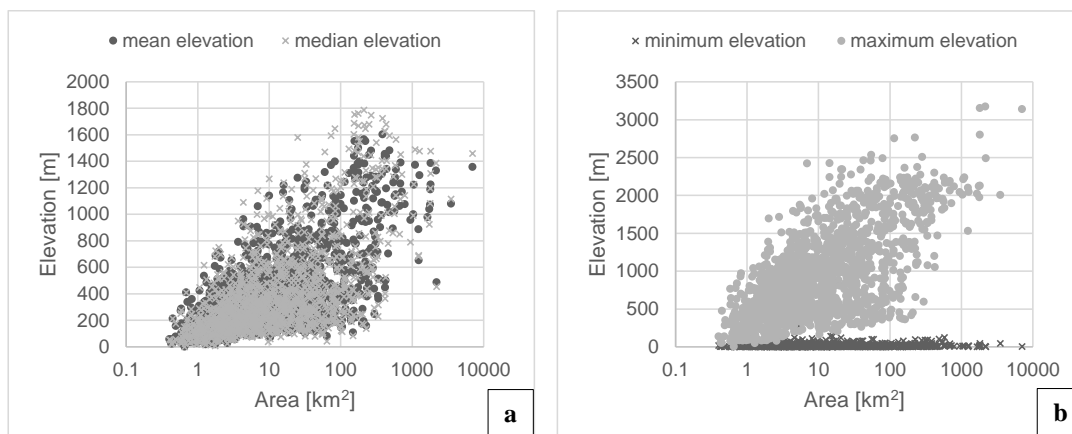 ● mean elevation × median elevation
2000
1800
1600
1400
1200
1000
800
600
400
200
0
Elevation [m]
0.1 1 10 100 1000 10000
Area [km²]
a
× minimum elevation ● maximum elevation
3500
3000
2500
2000
1500
1000
500
0
Elevation [m]
0.1 1 10 100 1000 10000
Area [km²]
b